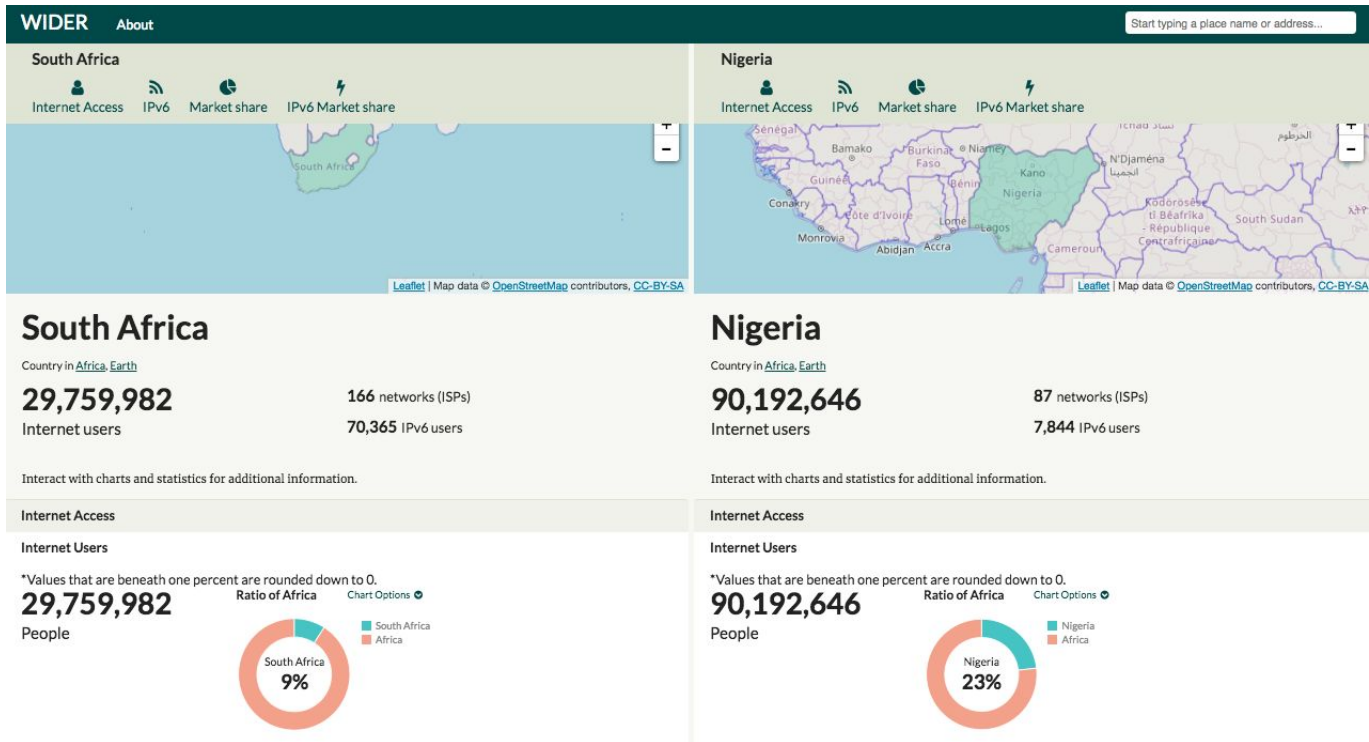 WIDER About
Start typing a place name or address...
South Africa
Internet Access IPv6 Market share IPv6 Market share
South Africa
+
-
Leaflet | Map data © OpenStreetMap contributors, CC-BY-SA
South Africa
Country in Africa, Earth
29,759,982
Internet users
166 networks (ISPs)
70,365 IPv6 users
Interact with charts and statistics for additional information.
Internet Access
Internet Users
*Values that are beneath one percent are rounded down to 0.
29,759,982
People
Ratio of Africa Chart Options
South Africa
Africa
South Africa
9%
Nigeria
Internet Access IPv6 Market share IPv6 Market share
Sénégal
Tchad
الخرطوم
+
-
Bamako
Burkina Faso
Niamey
N'Djaména
انجمينا
Kano
Guinée
Bénin
Nigeria
Conakry
Côte d'Ivoire
Lomé
Lagos
Ködörösêse tî Bêafrîka - République Centrafricaine
South Sudan
Monrovia
Abidjan
Accra
Cameroun
Leaflet | Map data © OpenStreetMap contributors, CC-BY-SA
Nigeria
Country in Africa, Earth
90,192,646
Internet users
87 networks (ISPs)
7,844 IPv6 users
Interact with charts and statistics for additional information.
Internet Access
Internet Users
*Values that are beneath one percent are rounded down to 0.
90,192,646
People
Ratio of Africa Chart Options
Nigeria
Africa
Nigeria
23%